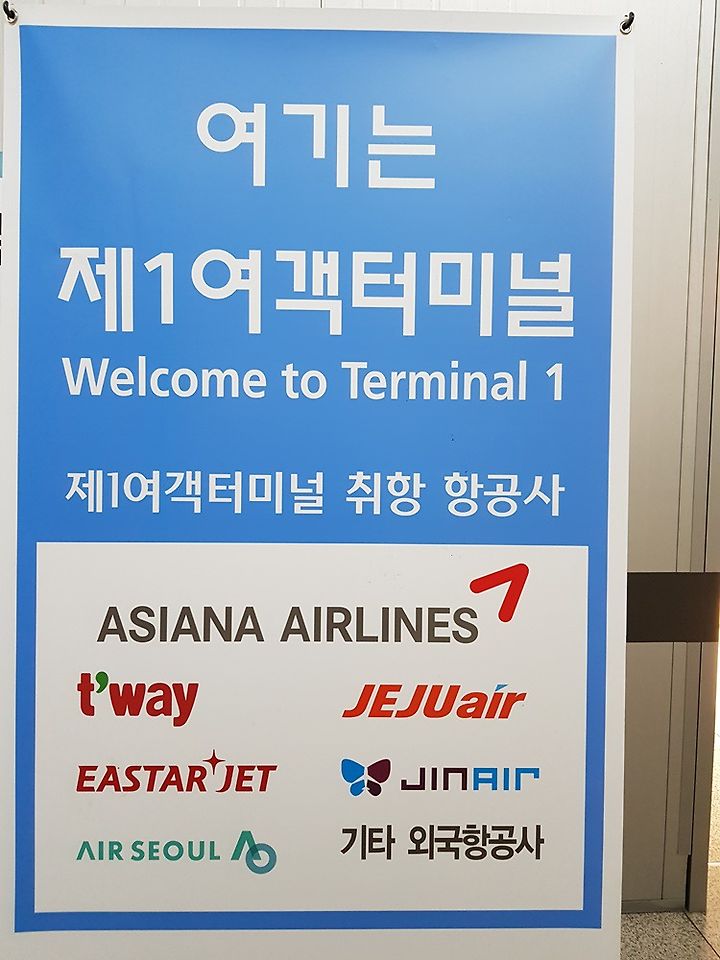 여기는
제1여객터미널
Welcome to Terminal 1
제1여객터미널 취항 항공사
ASIANA AIRLINES
t'way JEJUair
EASTAR JET JINAIR
AIR SEOUL 기타 외국항공사